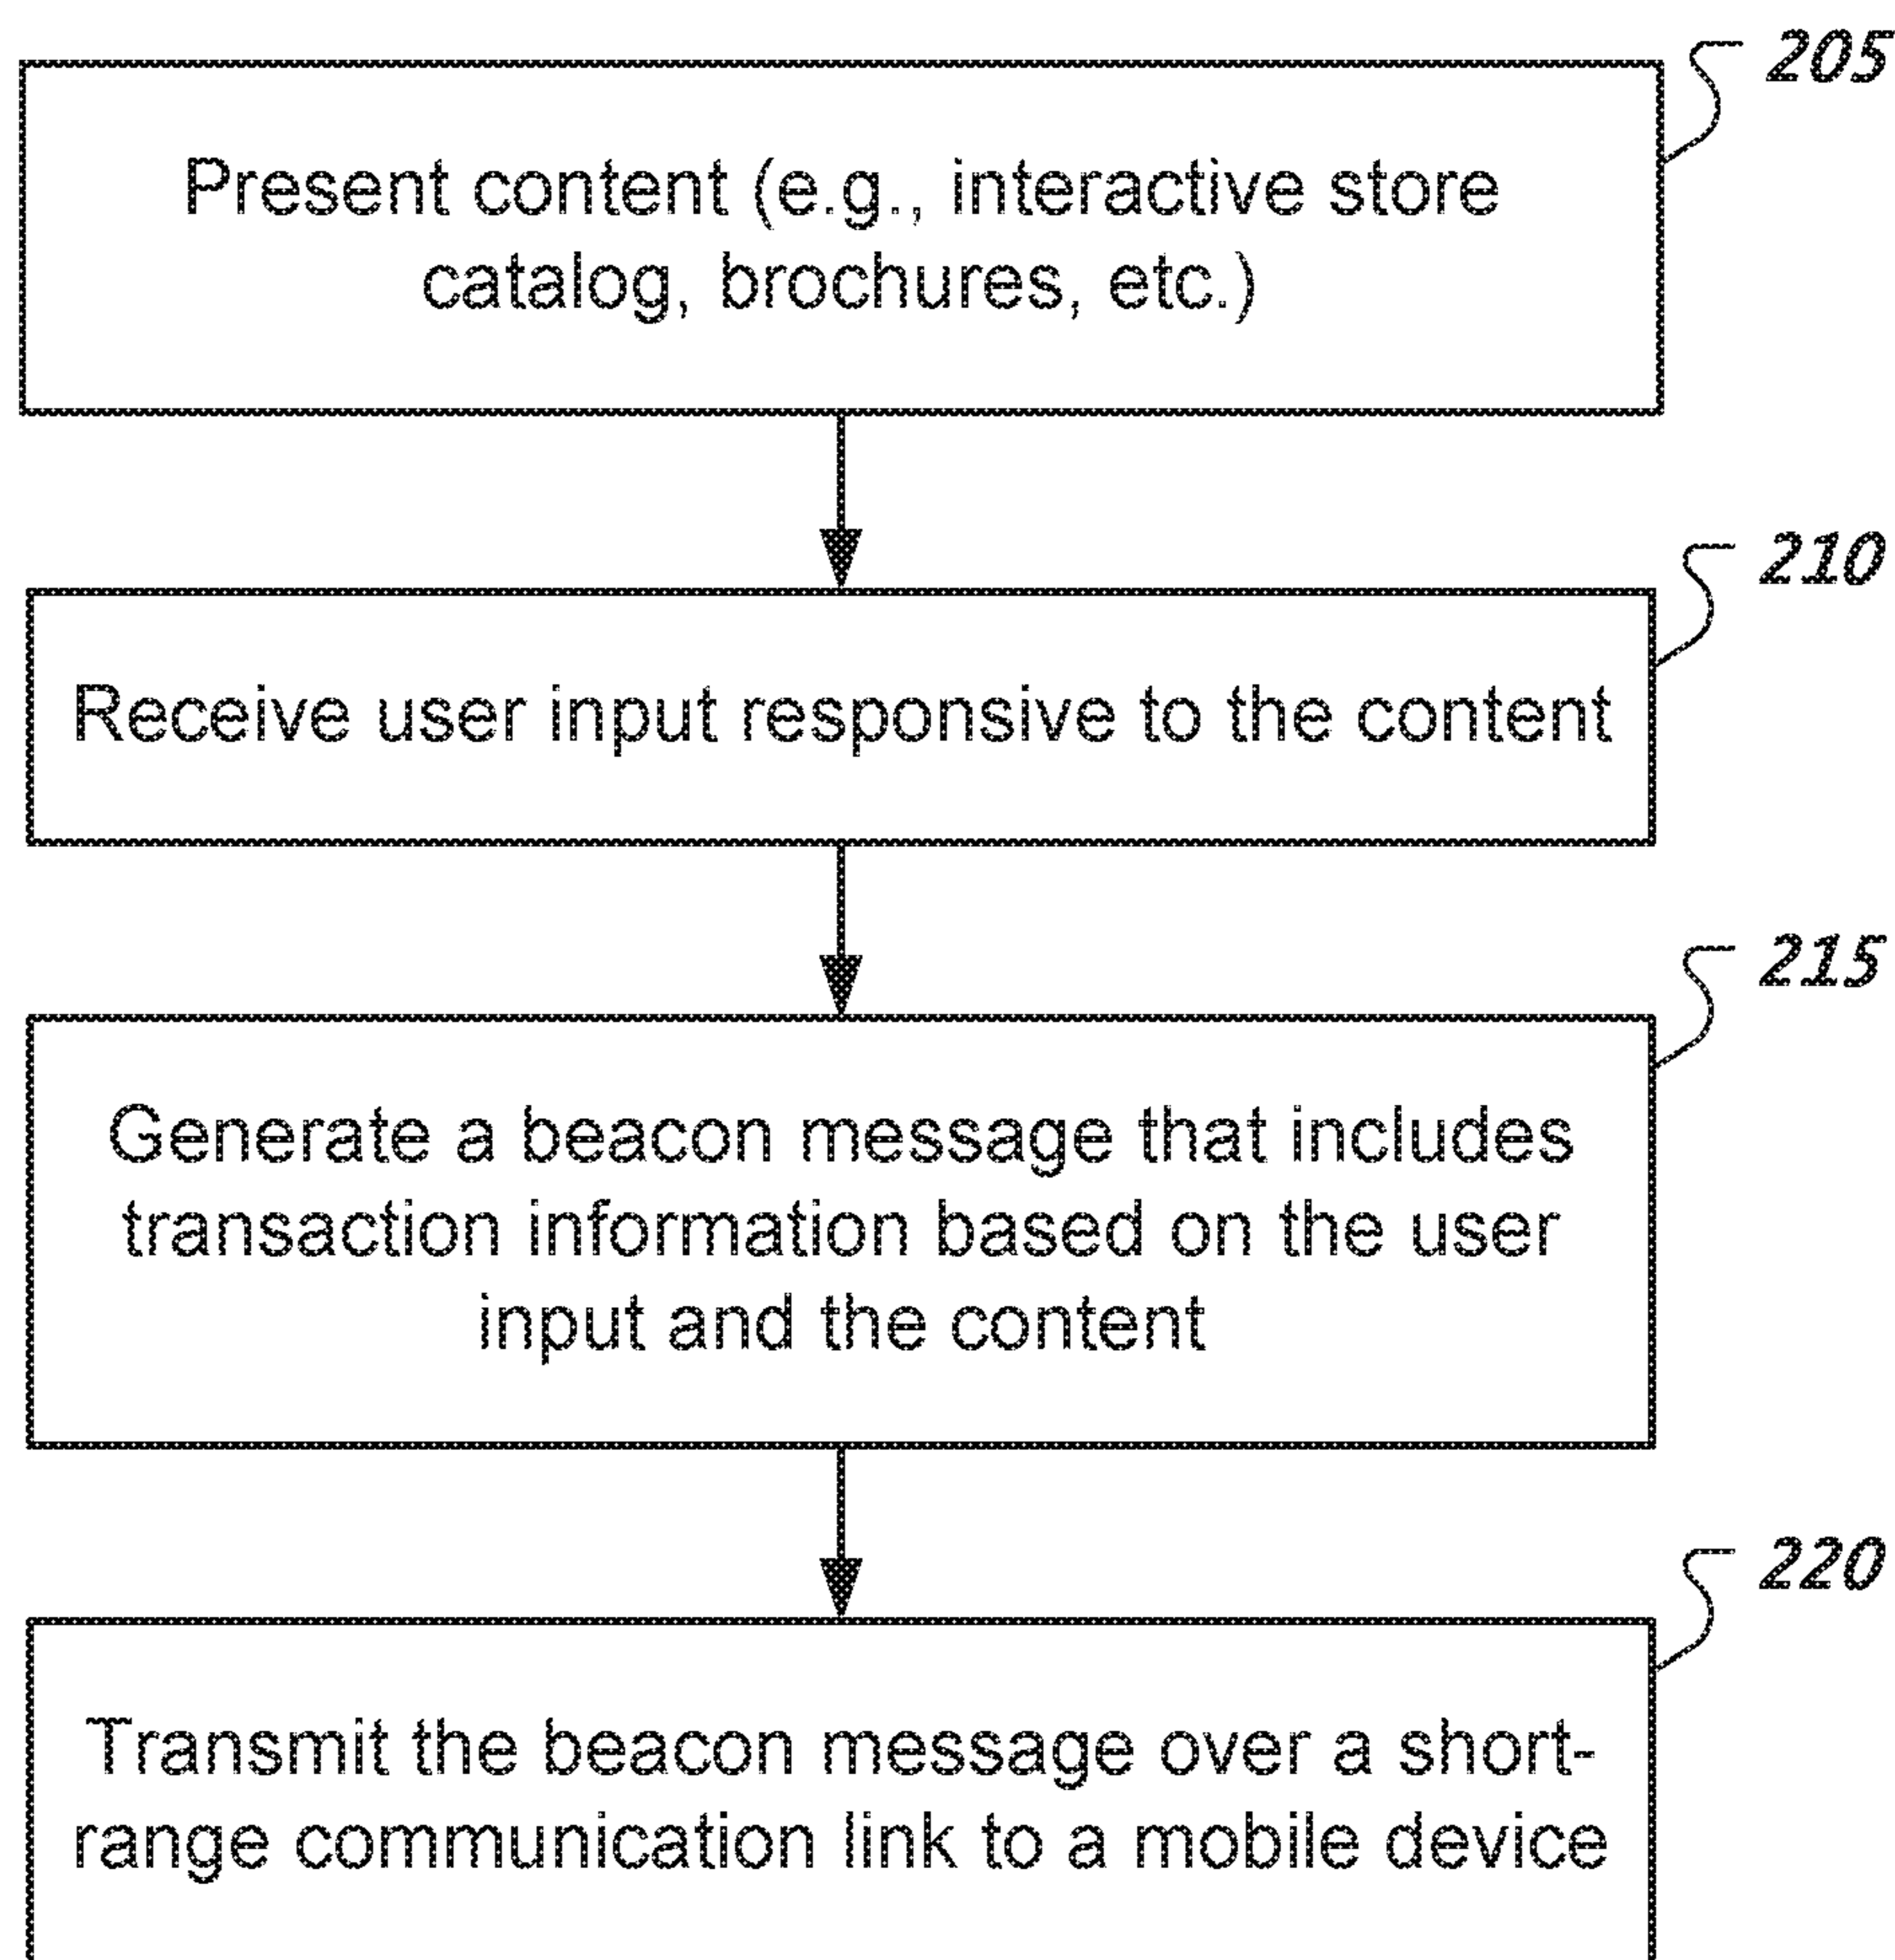 205
Present content (e.g., interactive store
catalog, brochures, etc.)
210
Receive user input responsive to the content
215
Generate a beacon message that includes
transaction information based on the user
input and the content
220
Transmit the beacon message over a short-
range communication link to a mobile device